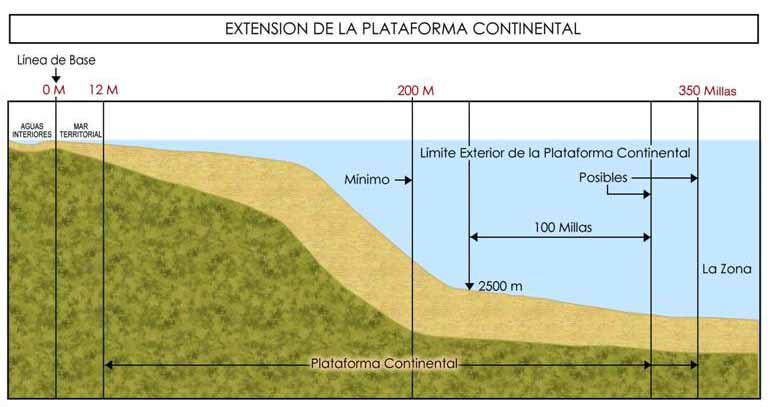 EXTENSION DE LA PLATAFORMA CONTINENTAL
Línea de Base
0 M
12 M
200 M
350 Millas
AGUAS
INTERIORES
MAR
TERRITORIAL
Límite Exterior de la Plataforma Continental
Mínimo
Posibles
100 Millas
La Zona
2500 m
Plataforma Continental